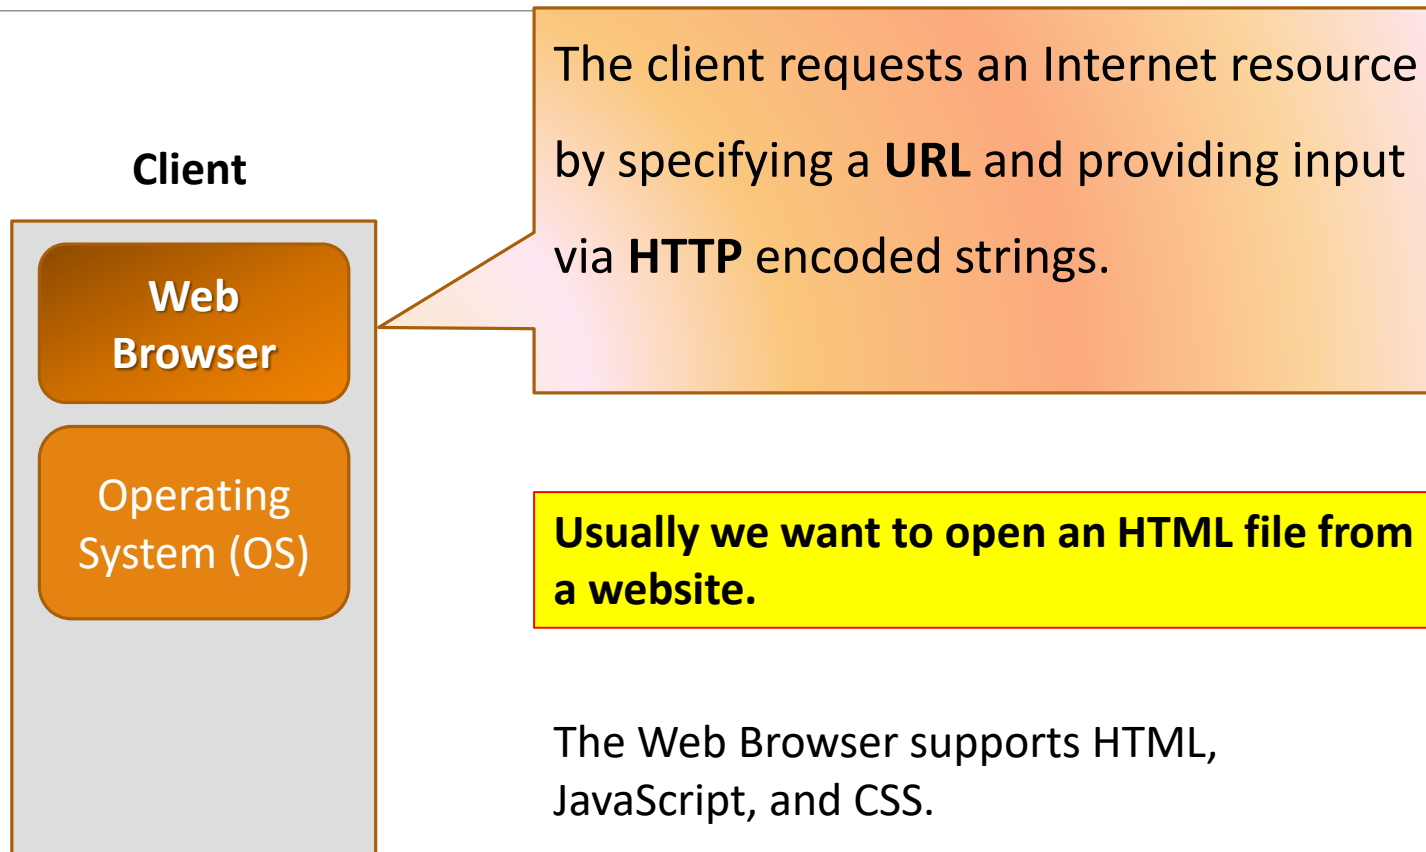 Client
Web
Browser
Operating
System (OS)
The client requests an Internet resource
by specifying a URL and providing input
via HTTP encoded strings.
Usually we want to open an HTML file from
a website.
The Web Browser supports HTML,
JavaScript, and CSS.